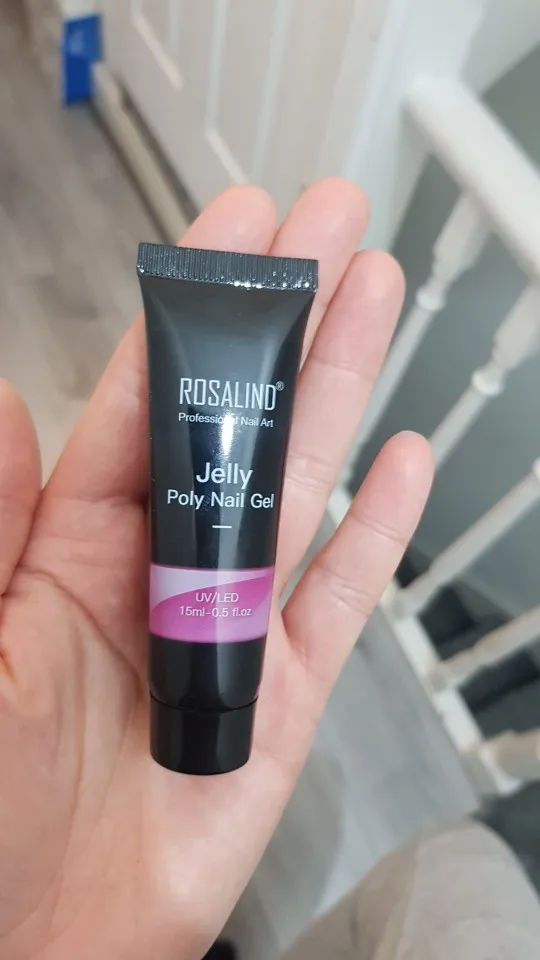 ROSALIND®
Professional Nail Art
Jelly
Poly Nail Gel
UV/LED
15ml-0.5 fl.oz